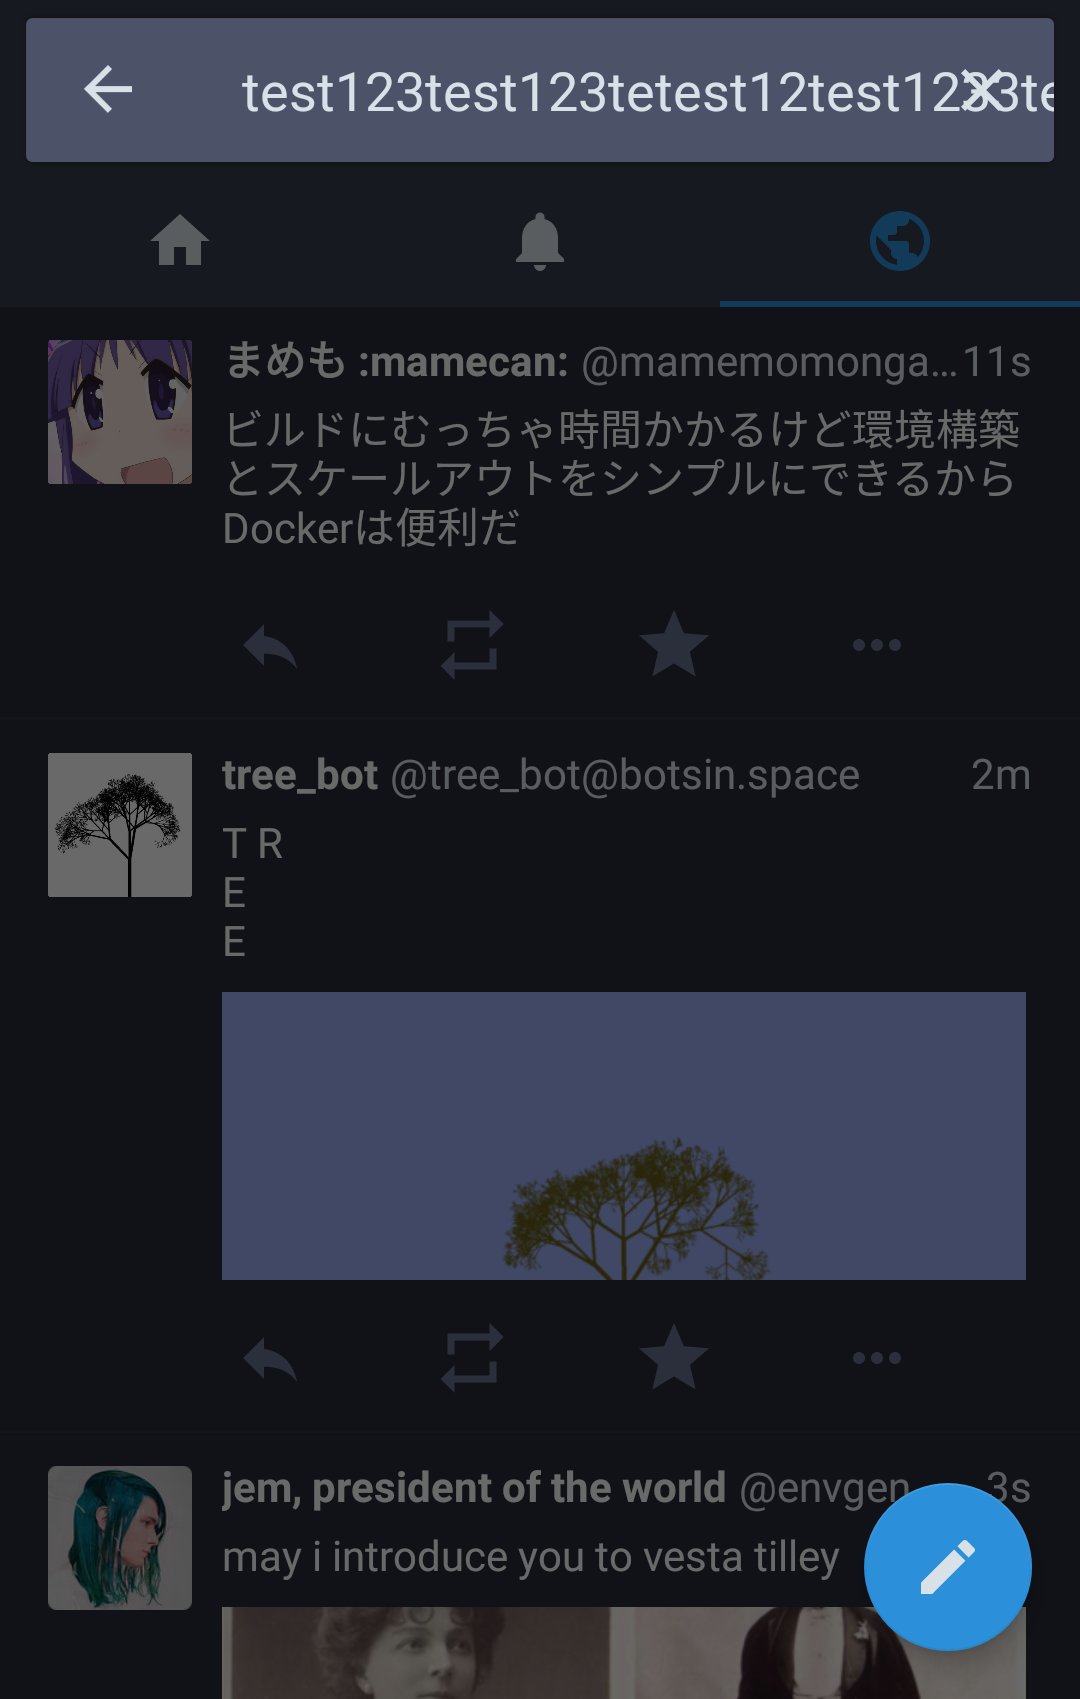 test123test123tetest12test1233te
まめも :mamecan: @mamemomonga… 11s
ビルドにむっちゃ時間かかるけど環境構築
とスケールアウトをシンプルにできるから
Dockerは便利だ
tree_bot @tree_bot@botsin.space 2m
T R
E
E
jem, president of the world @envgen 3s
may i introduce you to vesta tilley